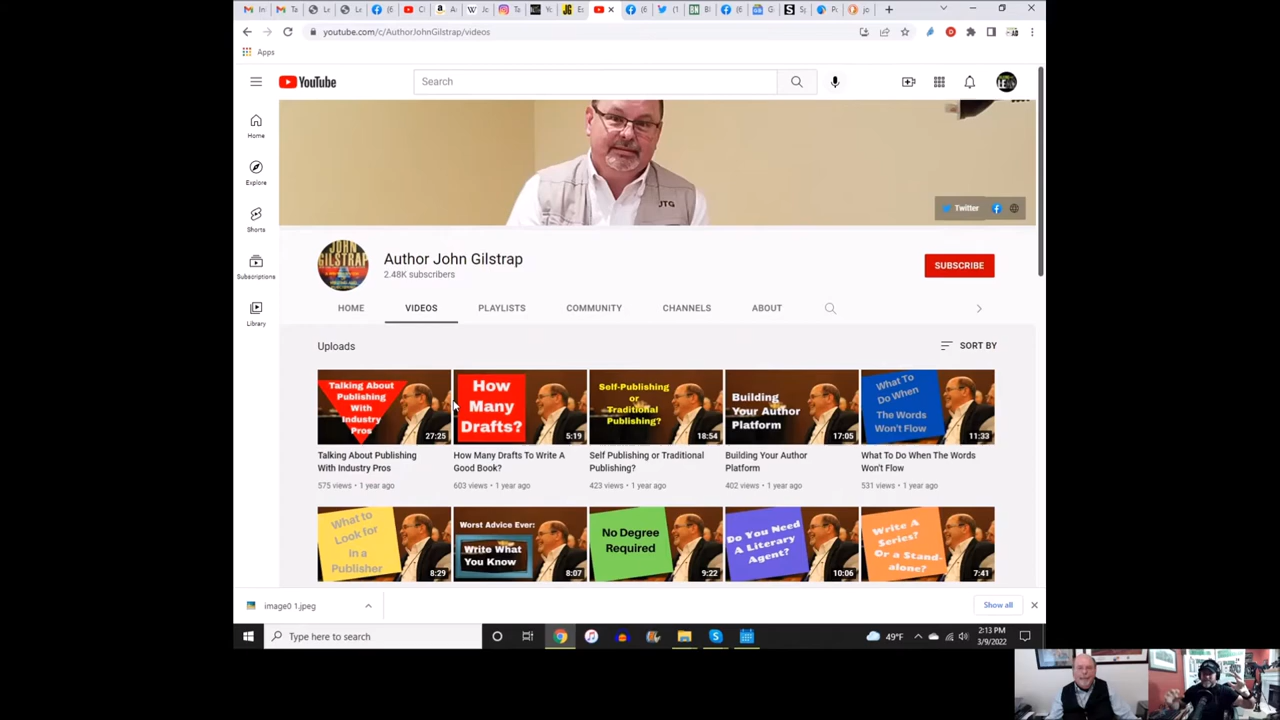 youtube.com/c/AuthorJohnGilstrap/videos
Apps
YouTube
Search
Home
Explore
Shorts
Subscriptions
Library
JTG
Twitter
JOHN
GILSTRAP
Author John Gilstrap
2.48K subscribers
SUBSCRIBE
HOME VIDEOS PLAYLISTS COMMUNITY CHANNELS ABOUT
Uploads
SORT BY
Talking About
Publishing
With
Industry
Pros
27:25
How
Many
Drafts?
5:19
Self-Publishing
or
Traditional
Publishing?
18:54
Building
Your Author
Platform
17:05
What To
Do When
The Words
Won't Flow
11:33
Talking About Publishing
With Industry Pros
575 views • 1 year ago
How Many Drafts To Write A
Good Book?
603 views • 1 year ago
Self Publishing or Traditional
Publishing?
423 views • 1 year ago
Building Your Author
Platform
402 views • 1 year ago
What To Do When The Words
Won't Flow
531 views • 1 year ago
What to
Look for
In a
Publisher
8:29
Worst Advice Ever:
Write What
You Know
8:07
No Degree
Required
9:22
Do You Need
A Literary
Agent?
10:06
Write A
Series?
Or a Stand-
alone?
7:41
image0 1.jpeg
Show all
Type here to search
49°F
2:13 PM
3/9/2022